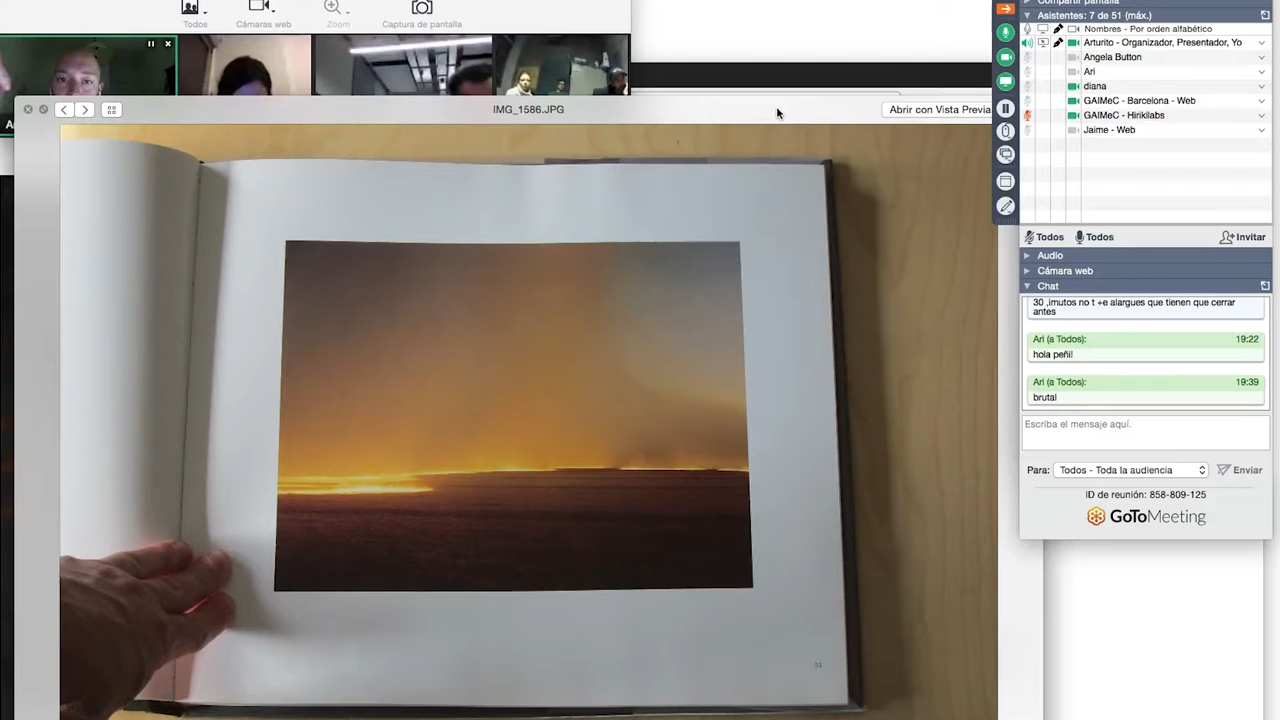 Todos
Cámaras web
Zoom
Captura de pantalla
IMG_1586.JPG
Abrir con Vista Previa
51
Compartir pantalla
Asistentes: 7 de 51 (máx.)
Nombres - Por orden alfabético
Arturito - Organizador, Presentador, Yo
Angela Button
Ari
diana
GAIMeC - Barcelona - Web
GAIMeC - Hirikilabs
Jaime - Web
Todos
Todos
Invitar
Audio
Cámara web
Chat
30 ,imutos no t +e alargues que tienen que cerrar
antes
Ari (a Todos): 19:22
hola peñi!
Ari (a Todos): 19:39
brutal
Escriba el mensaje aquí.
Para: Todos - Toda la audiencia Enviar
ID de reunión: 858-809-125
GoToMeeting